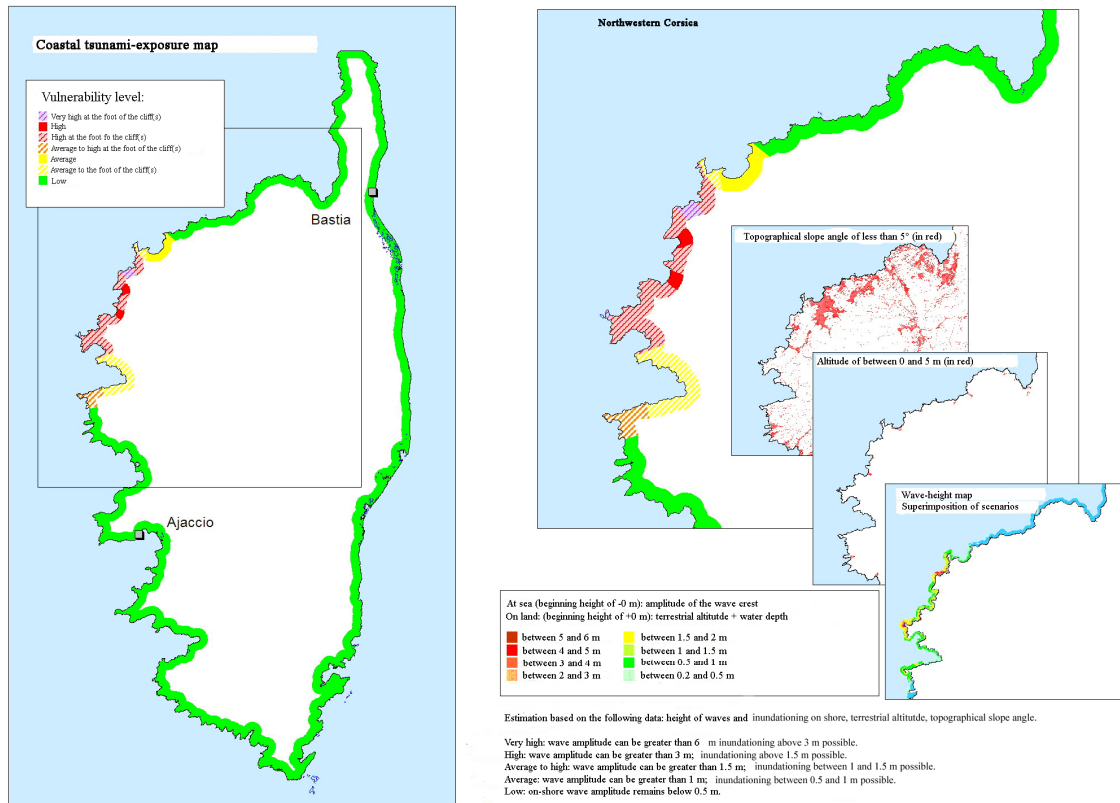 Coastal tsunami-exposure map
Vulnerability level:
Very high at the foot of the cliff(s)
High
High at the foot fo the cliff(s)
Average to high at the foot of the cliff(s)
Average
Average to the foot of the cliff(s)
Low
Bastia
Ajaccio
Northwestern Corsica
Topographical slope angle of less than 5° (in red)
Altitude of between 0 and 5 m (in red)
Wave-height map
Superimposition of scenarios
At sea (beginning height of -0 m): amplitude of the wave crest
On land: (beginning height of +0 m): terrestrial altitutde + water depth
between 5 and 6 m
between 4 and 5 m
between 3 and 4 m
between 2 and 3 m
between 1.5 and 2 m
between 1 and 1.5 m
between 0.5 and 1 m
between 0.2 and 0.5 m
Estimation based on the following data: height of waves and inundationing on shore, terrestrial altitutde, topographical slope angle.
Very high: wave amplitude can be greater than 6 m inundationing above 3 m possible.
High: wave amplitude can be greater than 3 m; inundationing above 1.5 m possible.
Average to high: wave amplitude can be greater than 1.5 m; inundationing between 1 and 1.5 m possible.
Average: wave amplitude can be greater than 1 m; inundationing between 0.5 and 1 m possible.
Low: on-shore wave amplitude remains below 0.5 m.